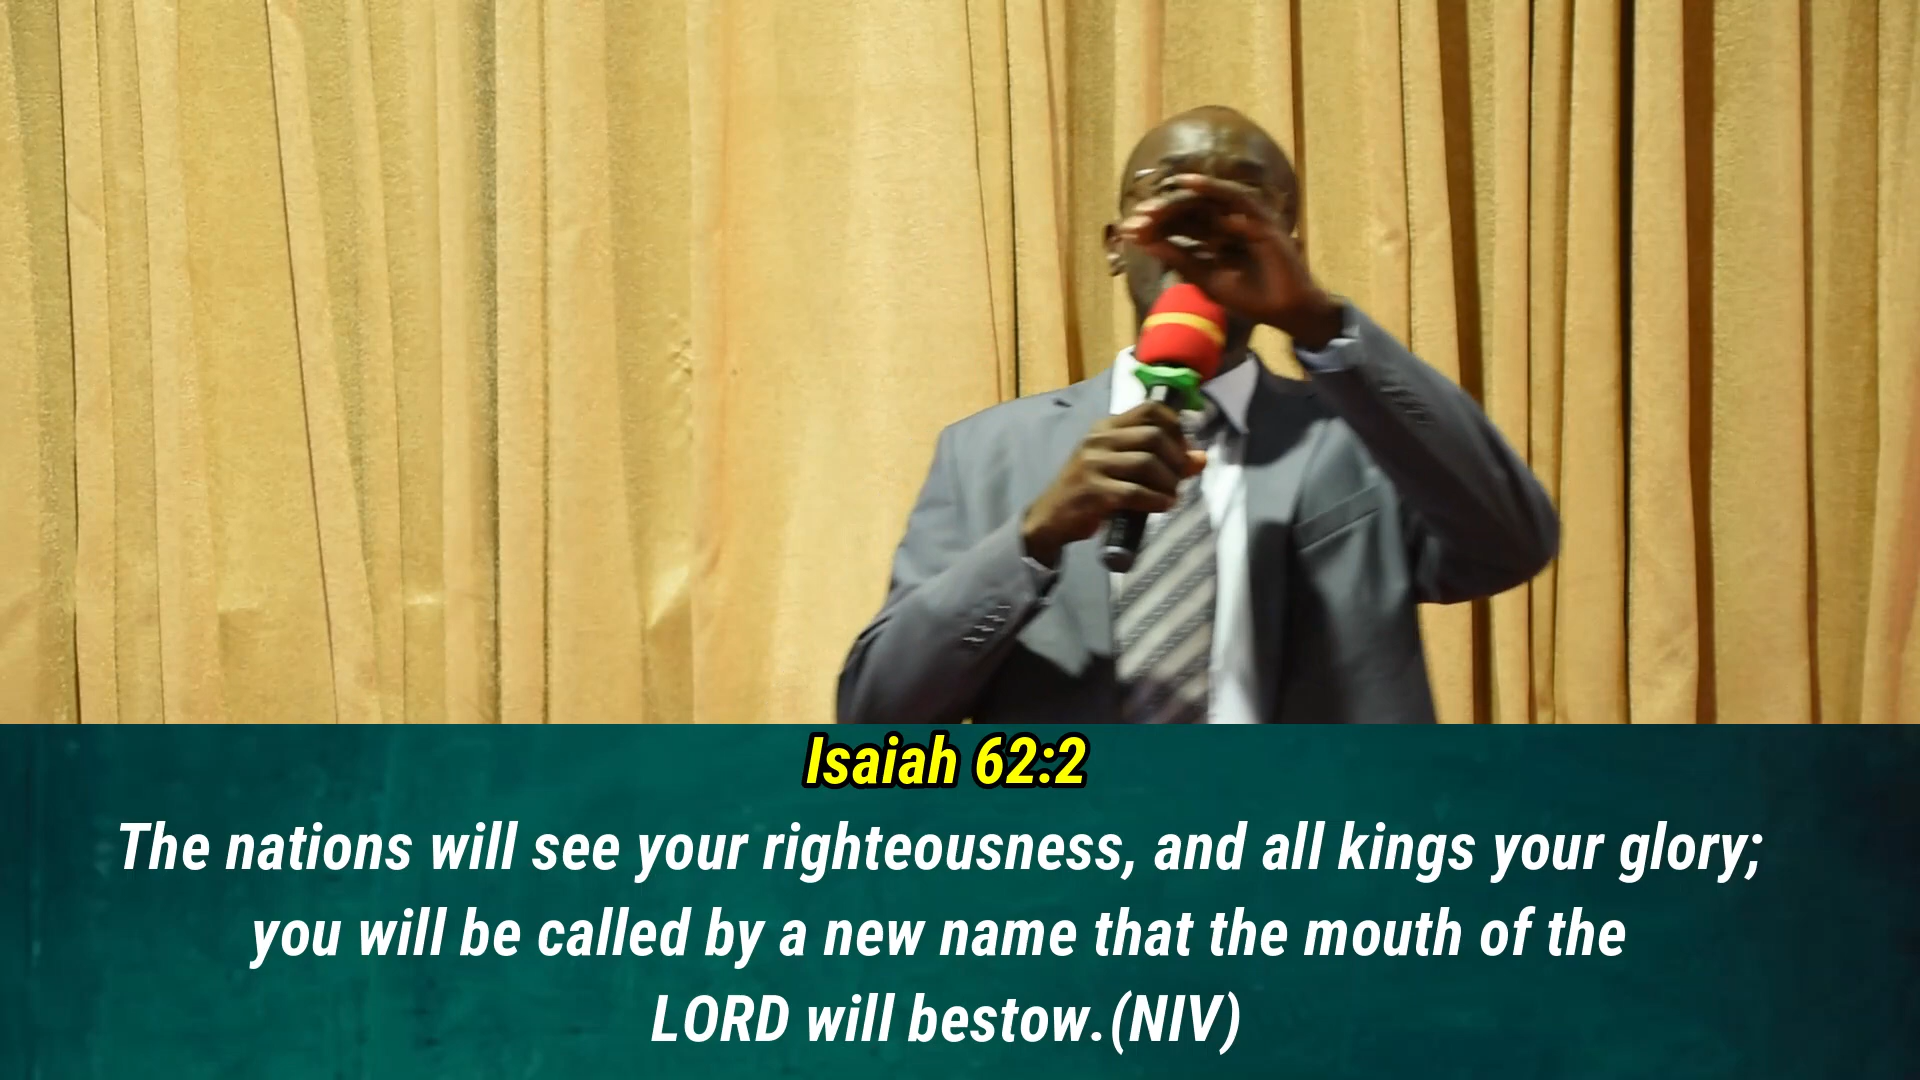 Isaiah 62:2
The nations will see your righteousness, and all kings your glory;
you will be called by a new name that the mouth of the
LORD will bestow.(NIV)